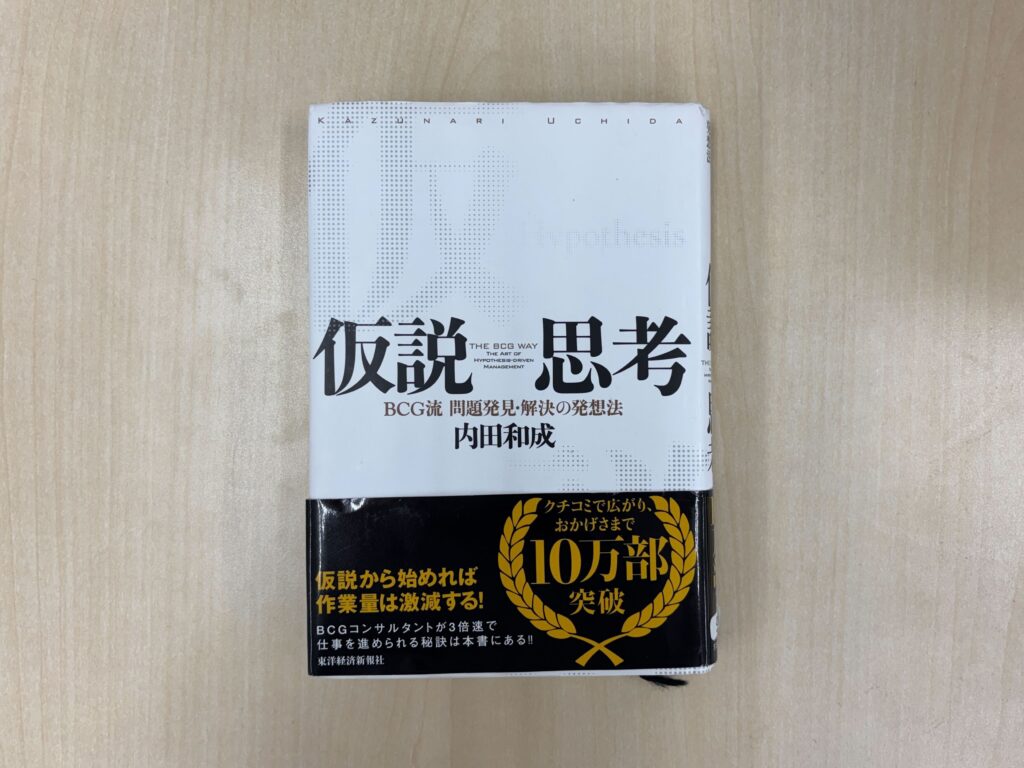 KAZUNARI UCHIDA
Hypothesis
仮説思考
THE BCG WAY
THE ART OF
HYPOTHESIS-DRIVEN
MANAGEMENT
BCG流 問題発見・解決の発想法
内田和成
クチコミで広がり、
おかげさまで
10万部
突破
仮説から始めれば
作業量は激減する!
BCGコンサルタントが3倍速で
仕事を進められる秘訣は本書にある!!
東洋経済新報社